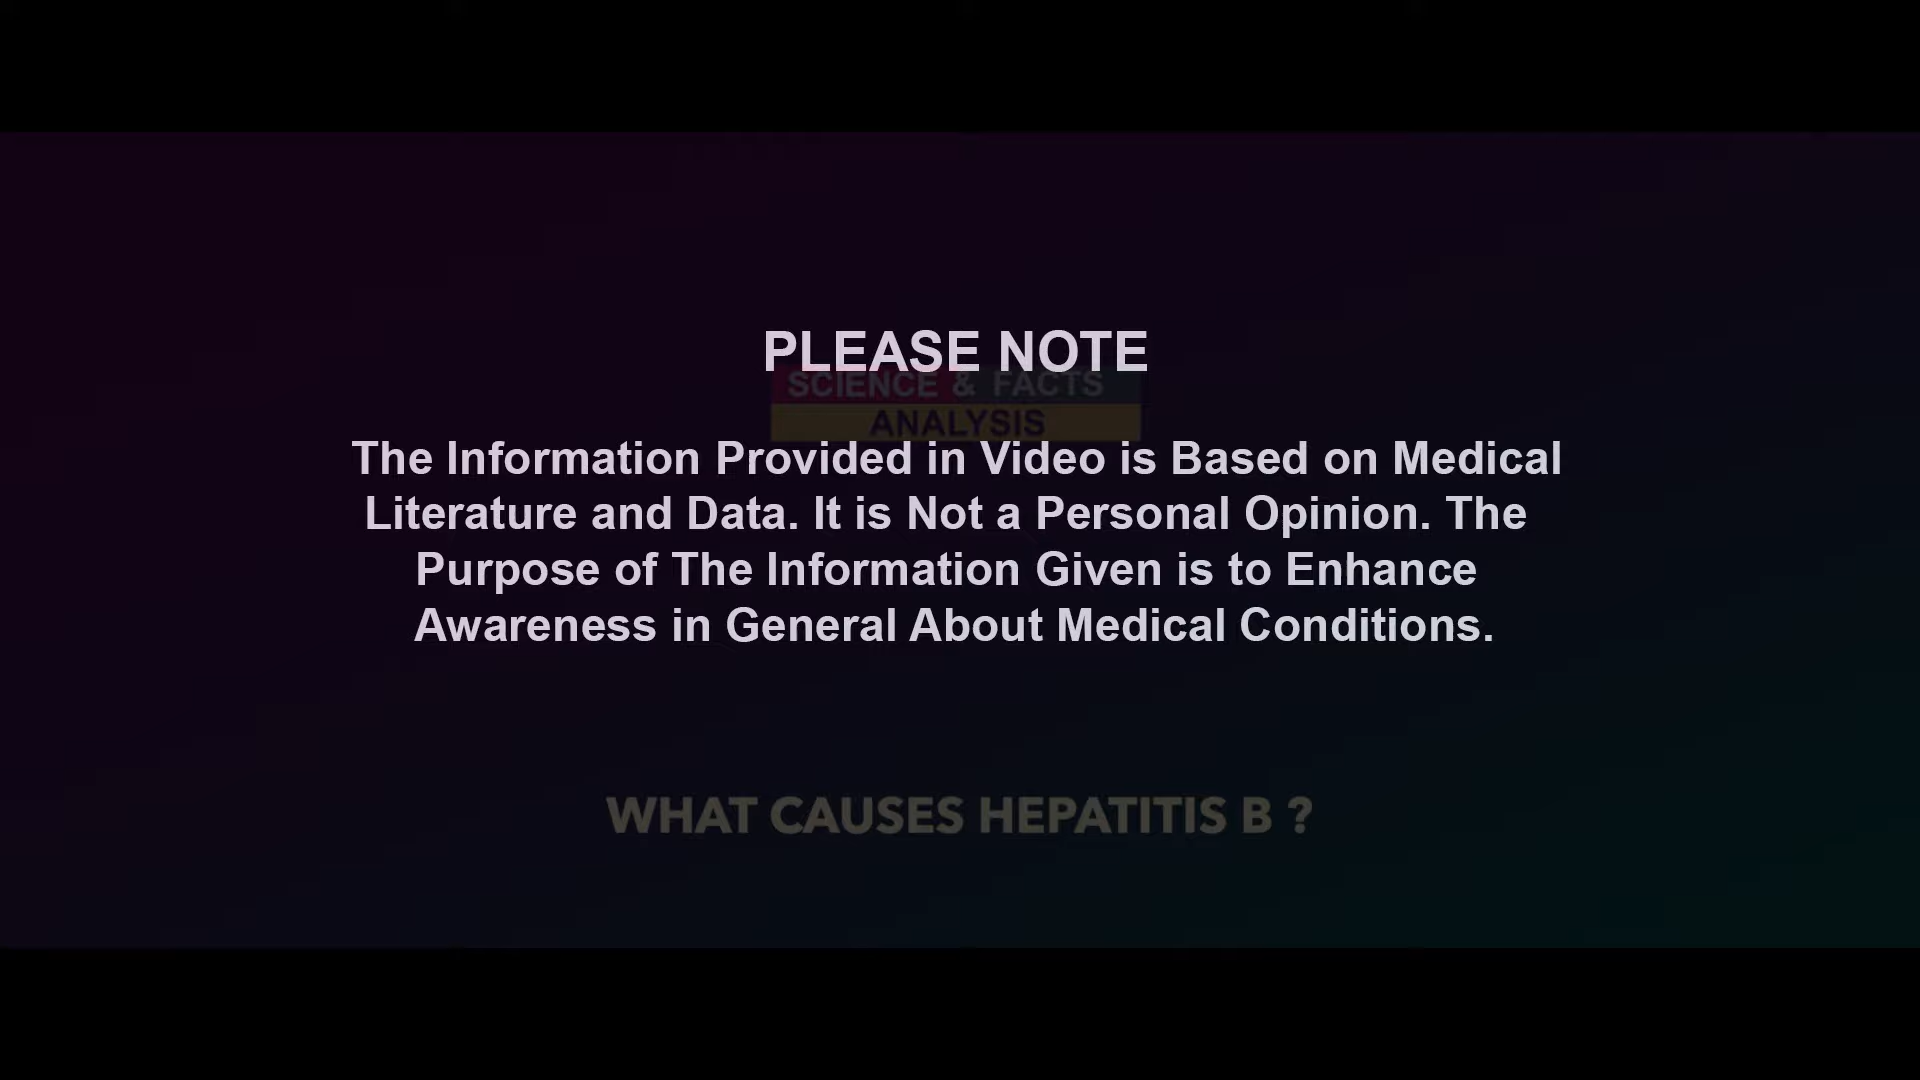 PLEASE NOTE
SCIENCE & FACTS
ANALYSIS
The Information Provided in Video is Based on Medical
Literature and Data. It is Not a Personal Opinion. The
Purpose of The Information Given is to Enhance
Awareness in General About Medical Conditions.
WHAT CAUSES HEPATITIS B ?